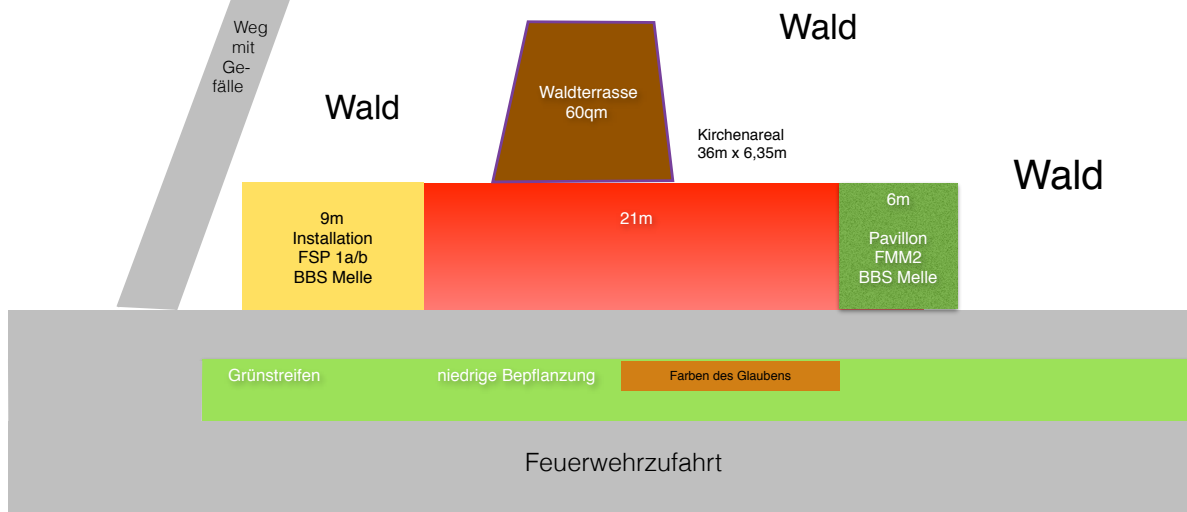 Weg
mit
Ge-
fälle
Wald
Wald
Waldterrasse
60qm
Kirchenareal
36m x 6,35m
Wald
9m
Installation
FSP 1a/b
BBS Melle
21m
6m
Pavillon
FMM2
BBS Melle
Grünstreifen
niedrige Bepflanzung
Farben des Glaubens
Feuerwehrzufahrt